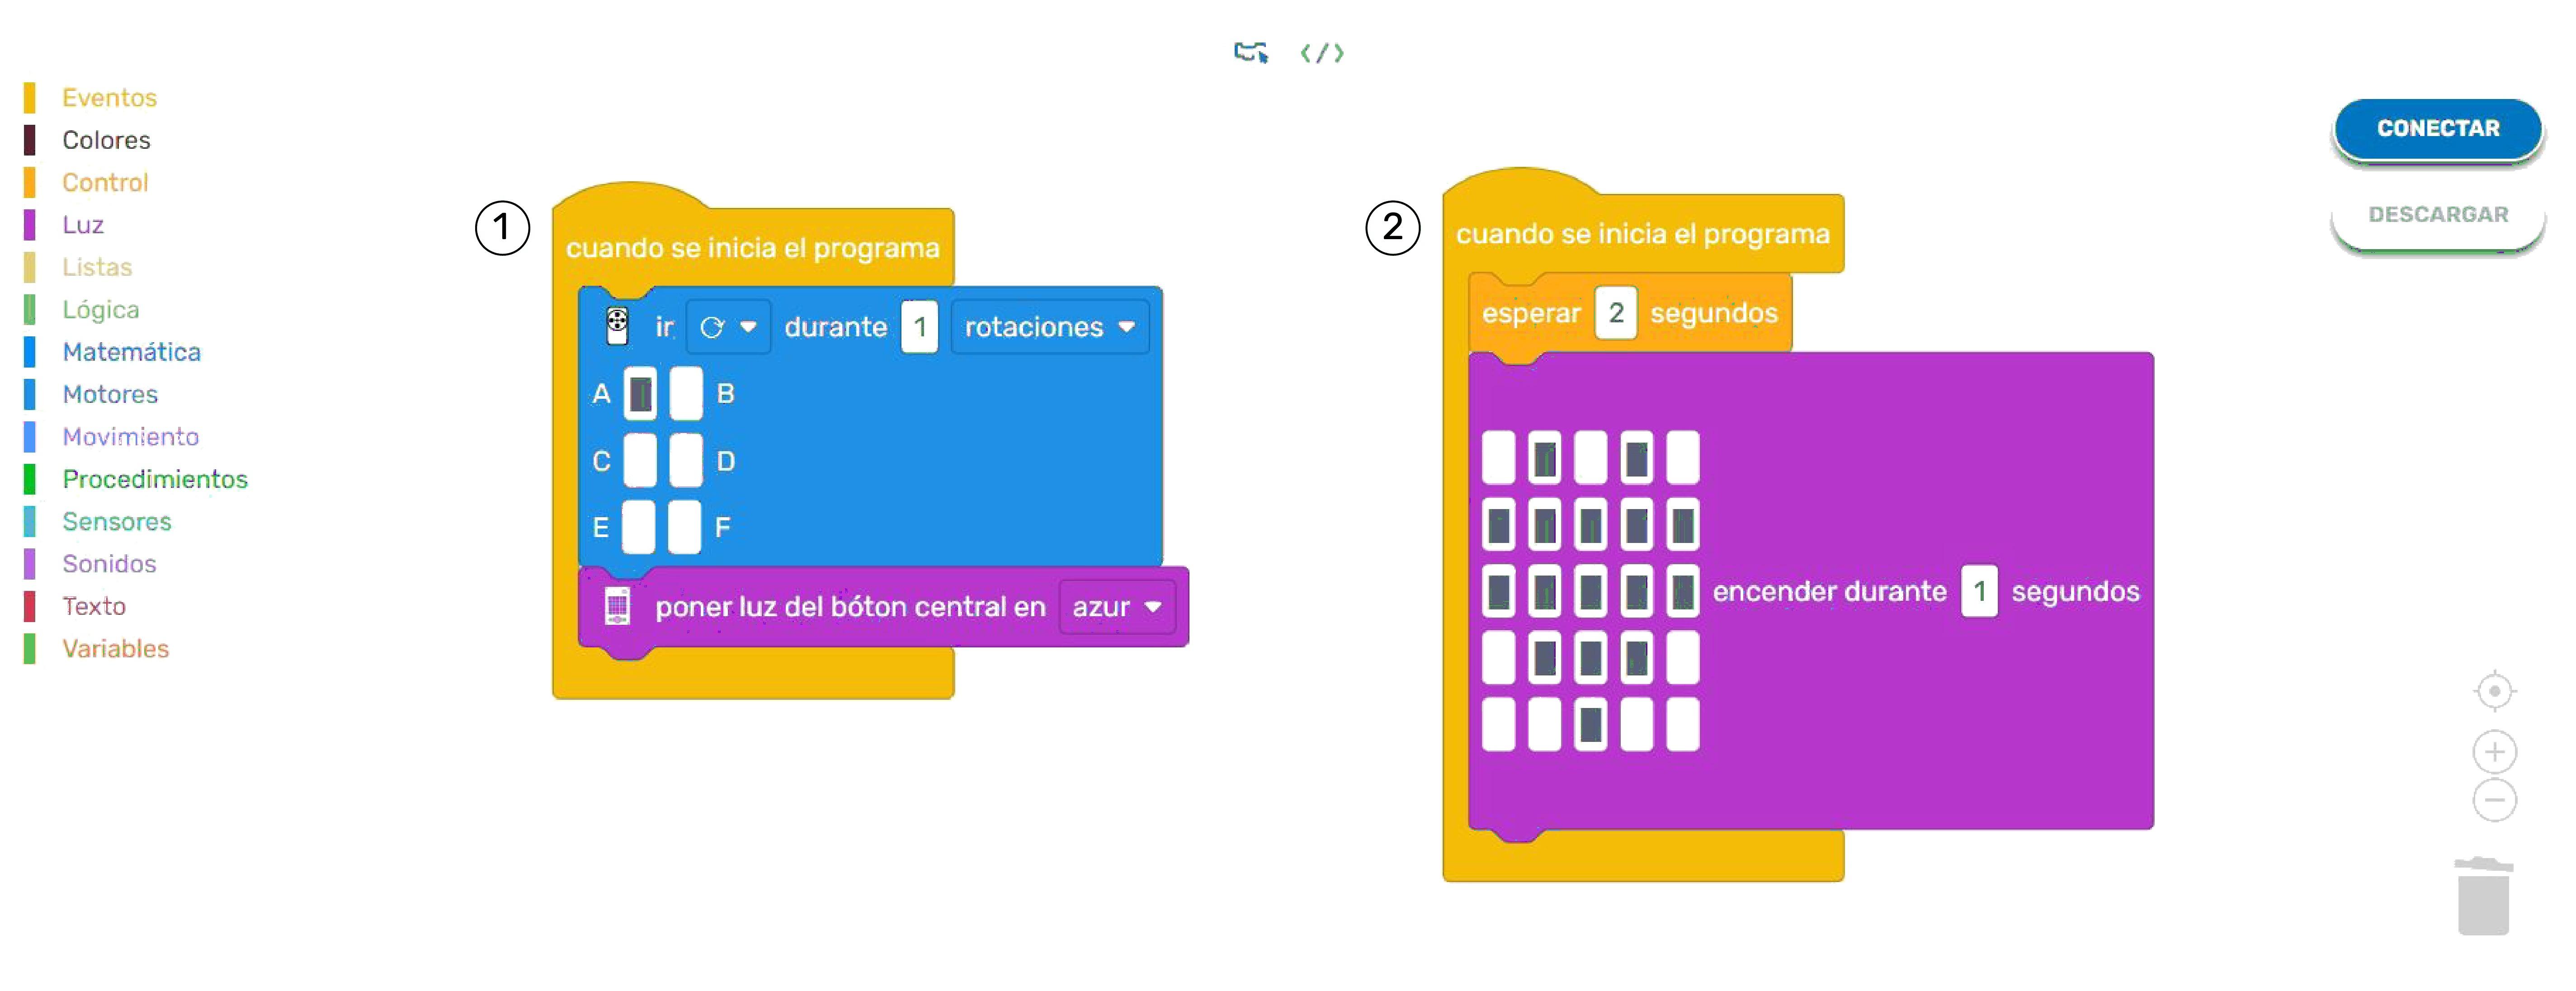 </>
Eventos
Colores
Control
Luz
Listas
Lógica
Matemática
Motores
Movimiento
Procedimientos
Sensores
Sonidos
Texto
Variables
1
cuando se inicia el programa
ir durante 1 rotaciones
A B
C D
E F
poner luz del bóton central en azur
2
cuando se inicia el programa
esperar 2 segundos
encender durante 1 segundos
CONECTAR
DESCARGAR